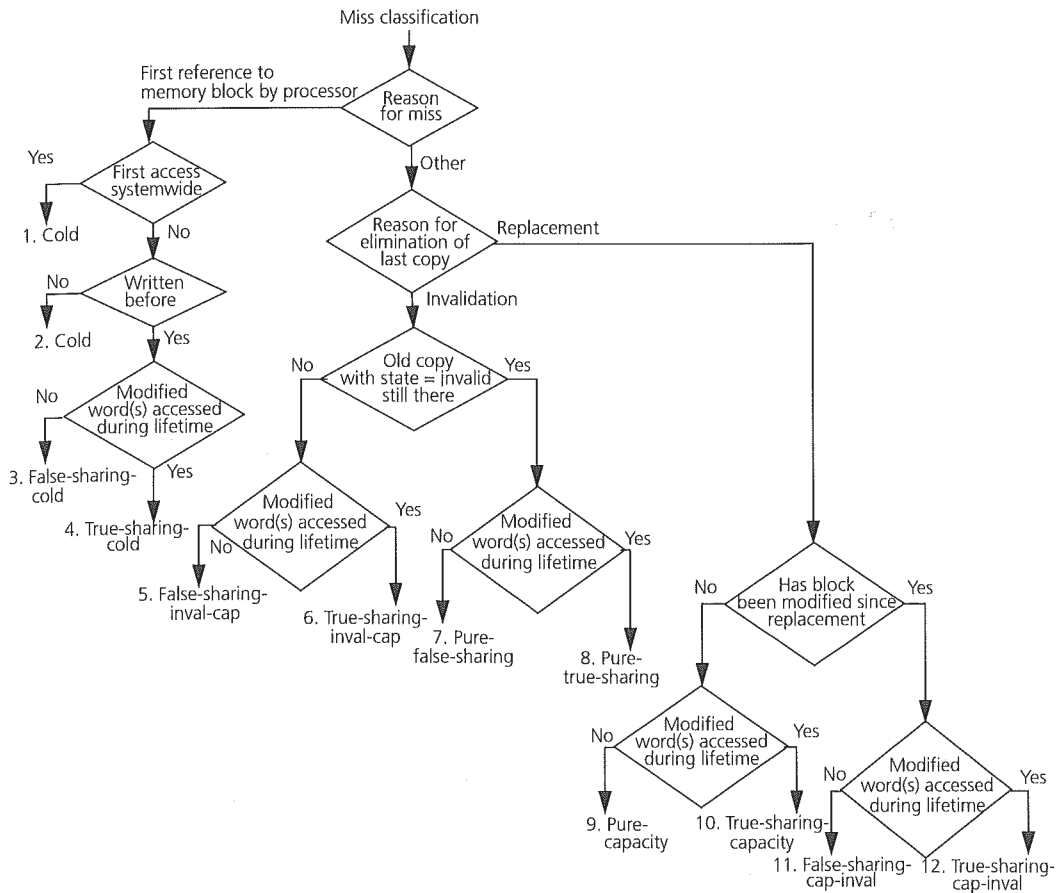 Miss classification
First reference to
memory block by processor
Reason
for miss
Other
Yes
First access
systemwide
1. Cold
No
Reason for
elimination of
last copy
Replacement
No
Written
before
2. Cold
Yes
Invalidation
No
Old copy
with state = invalid
still there
Yes
No
Modified
word(s) accessed
during lifetime
3. False-sharing-
cold
Yes
4. True-sharing-
cold
Modified
word(s) accessed
during lifetime
No
Yes
5. False-sharing-
inval-cap
6. True-sharing-
inval-cap
No
Modified
word(s) accessed
during lifetime
Yes
7. Pure-
false-sharing
8. Pure-
true-sharing
No
Has block
been modified since
replacement
Yes
No
Modified
word(s) accessed
during lifetime
Yes
9. Pure-
capacity
10. True-sharing-
capacity
No
Modified
word(s) accessed
during lifetime
Yes
11. False-sharing-
cap-inval
12. True-sharing-
cap-inval